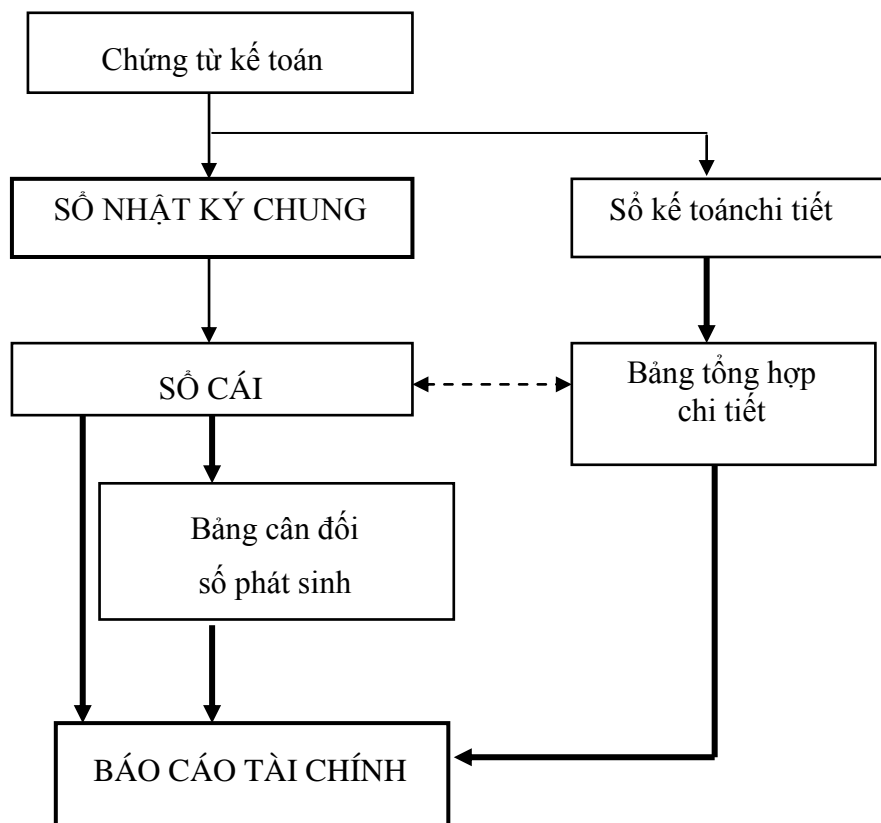 Chứng từ kế toán
SỔ NHẬT KÝ CHUNG
Sổ kế toánchi tiết
SỔ CÁI
Bảng tổng hợp
chi tiết
Bảng cân đối
số phát sinh
BÁO CÁO TÀI CHÍNH